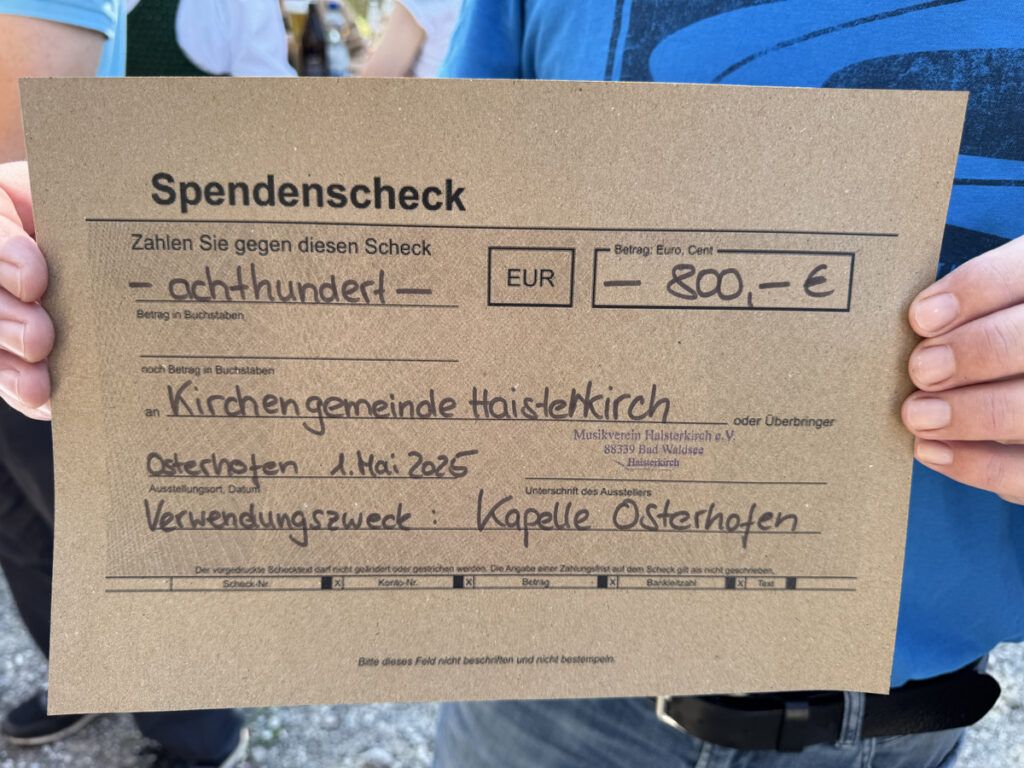 Spendenscheck
Zahlen Sie gegen diesen Scheck
EUR
Betrag: Euro, Cent
— achthundert —
— 800,– €
Betrag in Buchstaben
noch Betrag in Buchstaben
an Kirchengemeinde Haisterkirch oder Überbringer
Musikverein Haisterkirch e.V.
88339 Bad Waldsee
Haisterkirch
Osterhofen 1. Mai 2025
Ausstellungsort, Datum
Unterschrift des Ausstellers
Verwendungszweck : Kapelle Osterhofen
Der vorgedruckte Schecktext darf nicht geändert oder gestrichen werden. Die Angabe einer Zahlungsfrist auf dem Scheck gilt als nicht geschrieben.
Scheck-Nr. X Konto-Nr. X Betrag X Bankleitzahl X Text
Bitte dieses Feld nicht beschriften und nicht bestempeln.